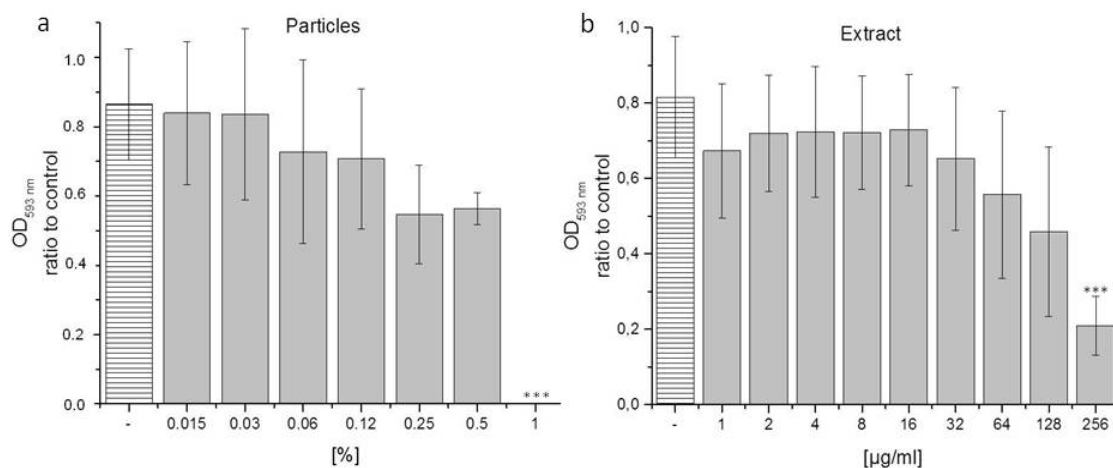 a
Particles
OD593 nm
ratio to control
1.0
0.8
0.6
0.4
0.2
0.0
***
- 0.015 0.03 0.06 0.12 0.25 0.5 1
[%]
b
Extract
OD593 nm
ratio to control
1,0
0,8
0,6
0,4
0,2
0,0
***
- 1 2 4 8 16 32 64 128 256
[µg/ml]